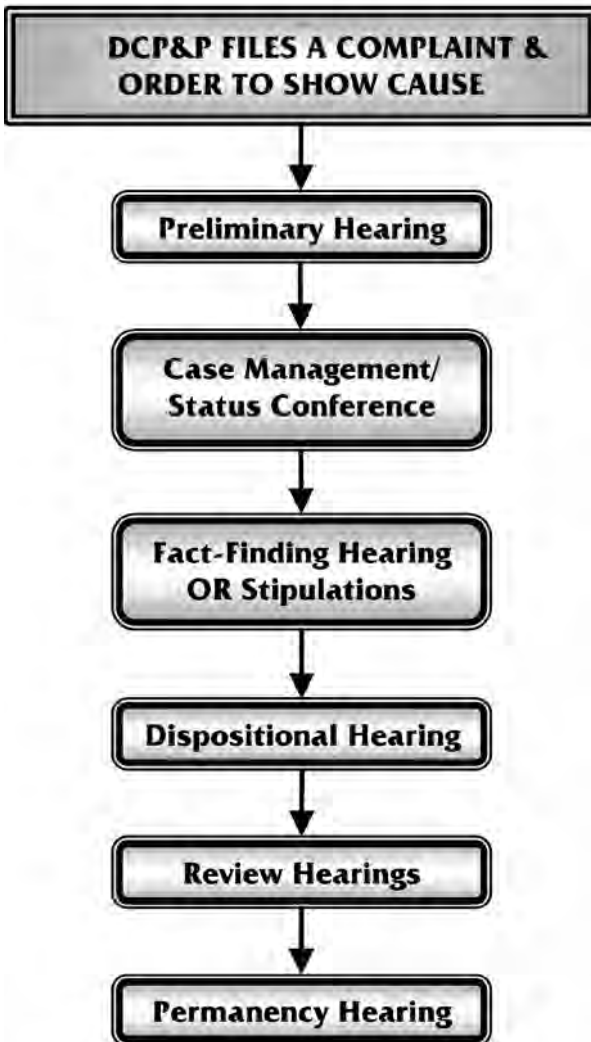 DCP&P FILES A COMPLAINT &
ORDER TO SHOW CAUSE
Preliminary Hearing
Case Management/
Status Conference
Fact-Finding Hearing
OR Stipulations
Dispositional Hearing
Review Hearings
Permanency Hearing